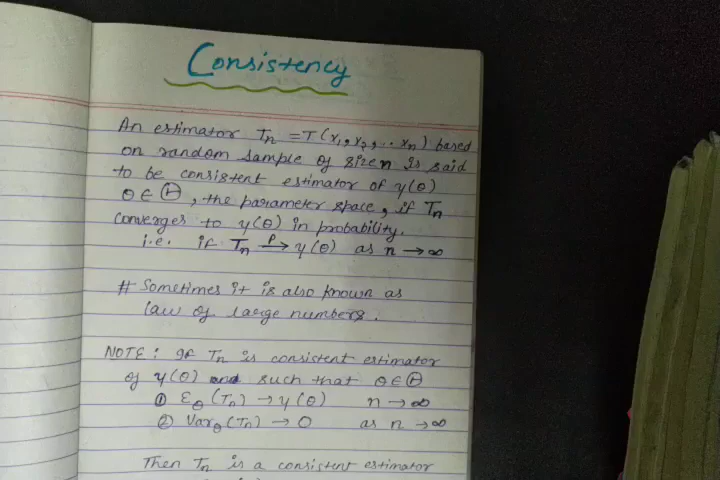 Consistency
An estimator Tn = T(x1, x2, .. xn) based
on random sample of size n is said
to be consistent estimator of γ(θ)
θ ∈ Ⓗ, the parameter space, if Tn
converges to γ(θ) in probability.
i.e. if Tn →P γ(θ) as n → ∞
# Sometimes it is also known as
law of large numbers.
NOTE: If Tn is consistent estimator
of γ(θ) and such that θ ∈ Ⓗ
① Eθ(Tn) → γ(θ) n → ∞
② Varθ(Tn) → 0 as n → ∞
Then Tn is a consistent estimator